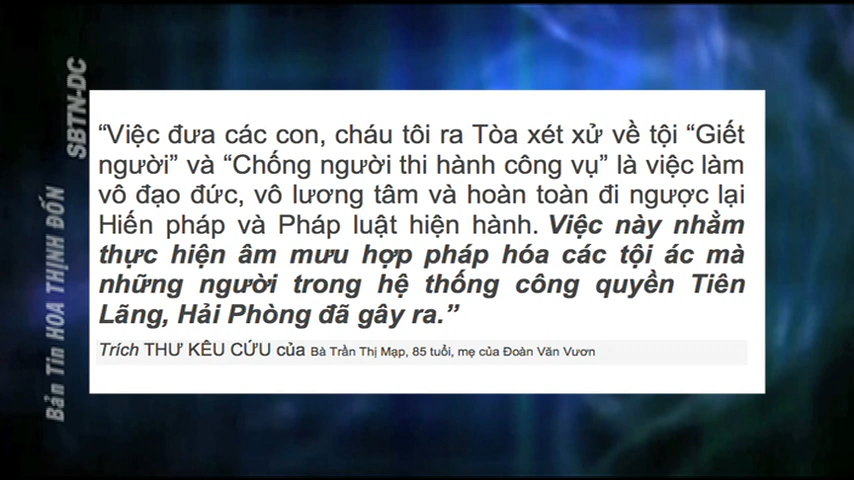 SBTN-DC
Bản Tin HOA THỊNH ĐỐN
“Việc đưa các con, cháu tôi ra Tòa xét xử về tội “Giết
người” và “Chống người thi hành công vụ” là việc làm
vô đạo đức, vô lương tâm và hoàn toàn đi ngược lại
Hiến pháp và Pháp luật hiện hành. Việc này nhằm
thực hiện âm mưu hợp pháp hóa các tội ác mà
những người trong hệ thống công quyền Tiên
Lãng, Hải Phòng đã gây ra.”
Trích THƯ KÊU CỨU của Bà Trần Thị Mạp, 85 tuổi, mẹ của Đoàn Văn Vươn